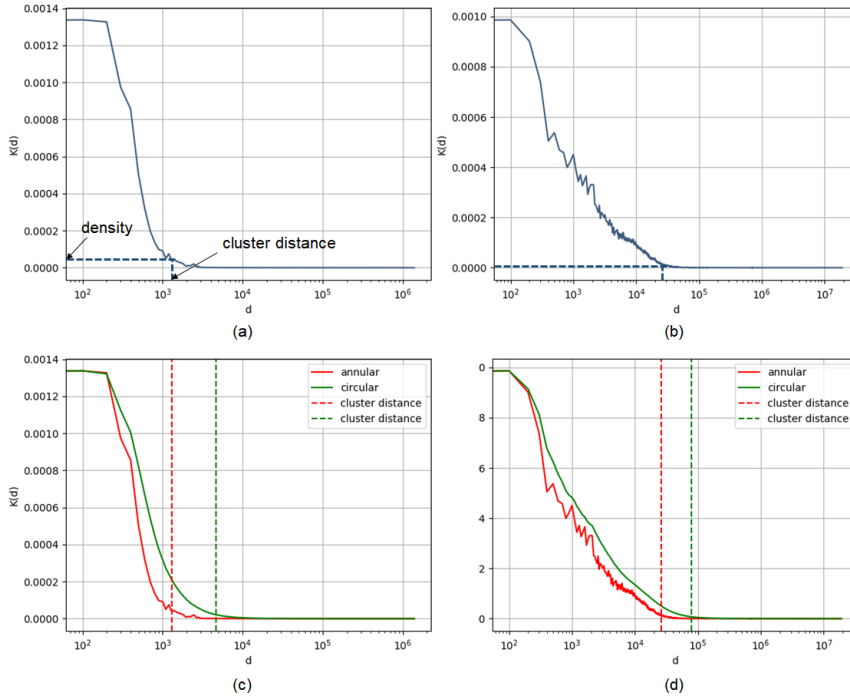 0.0014
0.0012
0.0010
0.0008
0.0006
0.0004
0.0002
0.0000
K(d)
density
cluster distance
10² 10³ 10⁴ 10⁵ 10⁶
d
(a)
0.0010
0.0008
0.0006
0.0004
0.0002
0.0000
K(d)
10² 10³ 10⁴ 10⁵ 10⁶ 10⁷
d
(b)
0.0014
0.0012
0.0010
0.0008
0.0006
0.0004
0.0002
0.0000
K(d)
annular
circular
cluster distance
cluster distance
10² 10³ 10⁴ 10⁵ 10⁶
d
(c)
0
8
6
4
2
0
annular
circular
cluster distance
cluster distance
10² 10³ 10⁴ 10⁵ 10⁶ 10⁷
d
(d)